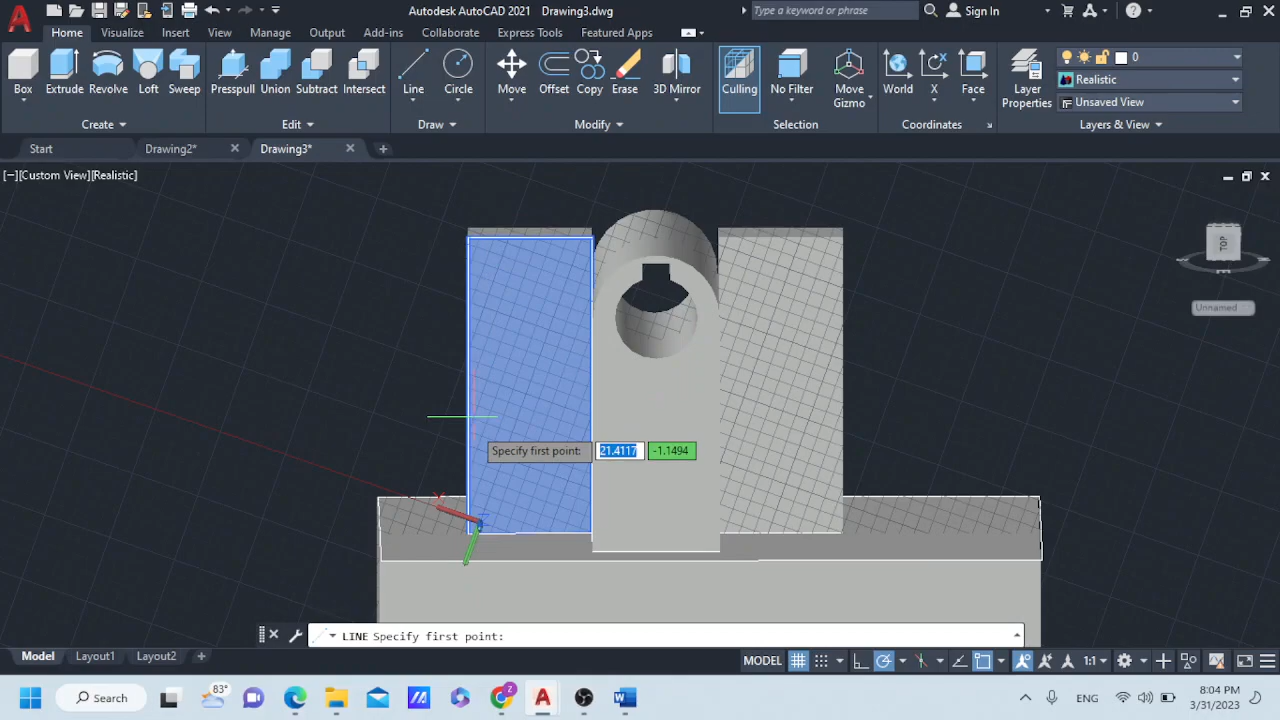 Autodesk AutoCAD 2021 Drawing3.dwg
Type a keyword or phrase
Sign In
Home Visualize Insert View Manage Output Add-ins Collaborate Express Tools Featured Apps
Box Extrude Revolve Loft Sweep
Presspull Union Subtract Intersect
Line Circle
Move Offset Copy Erase 3D Mirror
Culling No Filter Move Gizmo
World X Face
Layer Properties
0
Realistic
Unsaved View
Create Edit Draw Modify Selection Coordinates Layers & View
Start Drawing2* Drawing3*
[−][Custom View][Realistic]
TOP
Unnamed
Specify first point: 21.4117 -1.1494
LINE Specify first point:
Model Layout1 Layout2
MODEL 1:1
Search
83°
Z
ENG
8:04 PM
3/31/2023